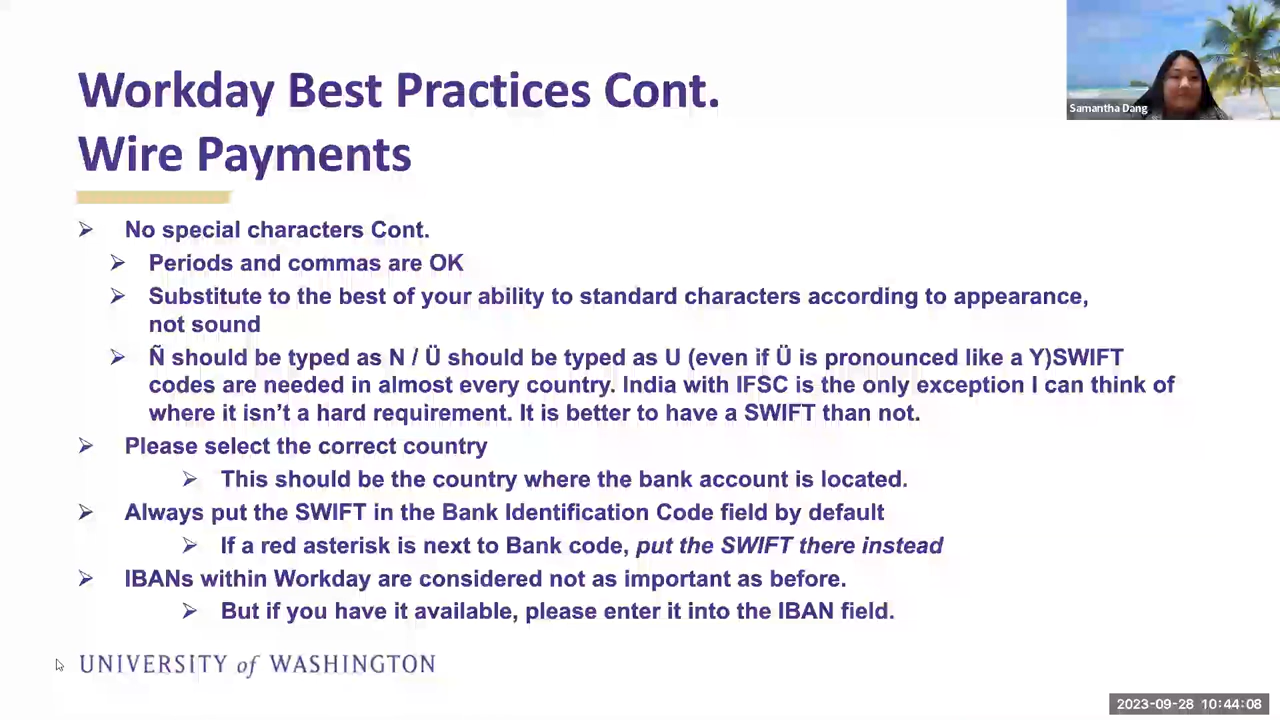 Workday Best Practices Cont.
Wire Payments
Samantha Dang
➢ No special characters Cont.
➢ Periods and commas are OK
➢ Substitute to the best of your ability to standard characters according to appearance,
not sound
➢ Ñ should be typed as N / Ü should be typed as U (even if Ü is pronounced like a Y)SWIFT
codes are needed in almost every country. India with IFSC is the only exception I can think of
where it isn't a hard requirement. It is better to have a SWIFT than not.
➢ Please select the correct country
➢ This should be the country where the bank account is located.
➢ Always put the SWIFT in the Bank Identification Code field by default
➢ If a red asterisk is next to Bank code, put the SWIFT there instead
➢ IBANs within Workday are considered not as important as before.
➢ But if you have it available, please enter it into the IBAN field.
UNIVERSITY of WASHINGTON
2023-09-28 10:44:08